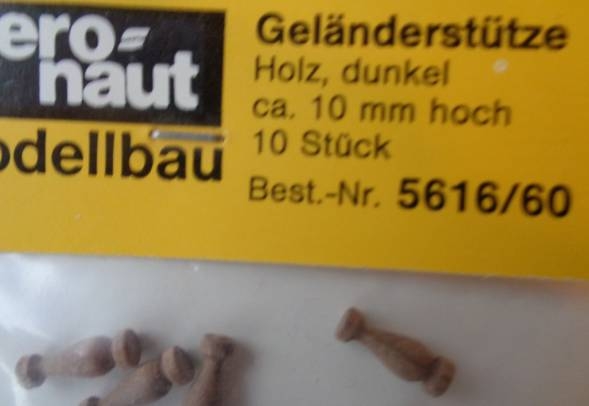 ero-
naut
odellbau
Geländerstütze
Holz, dunkel
ca. 10 mm hoch
10 Stück
Best.-Nr. 5616/60